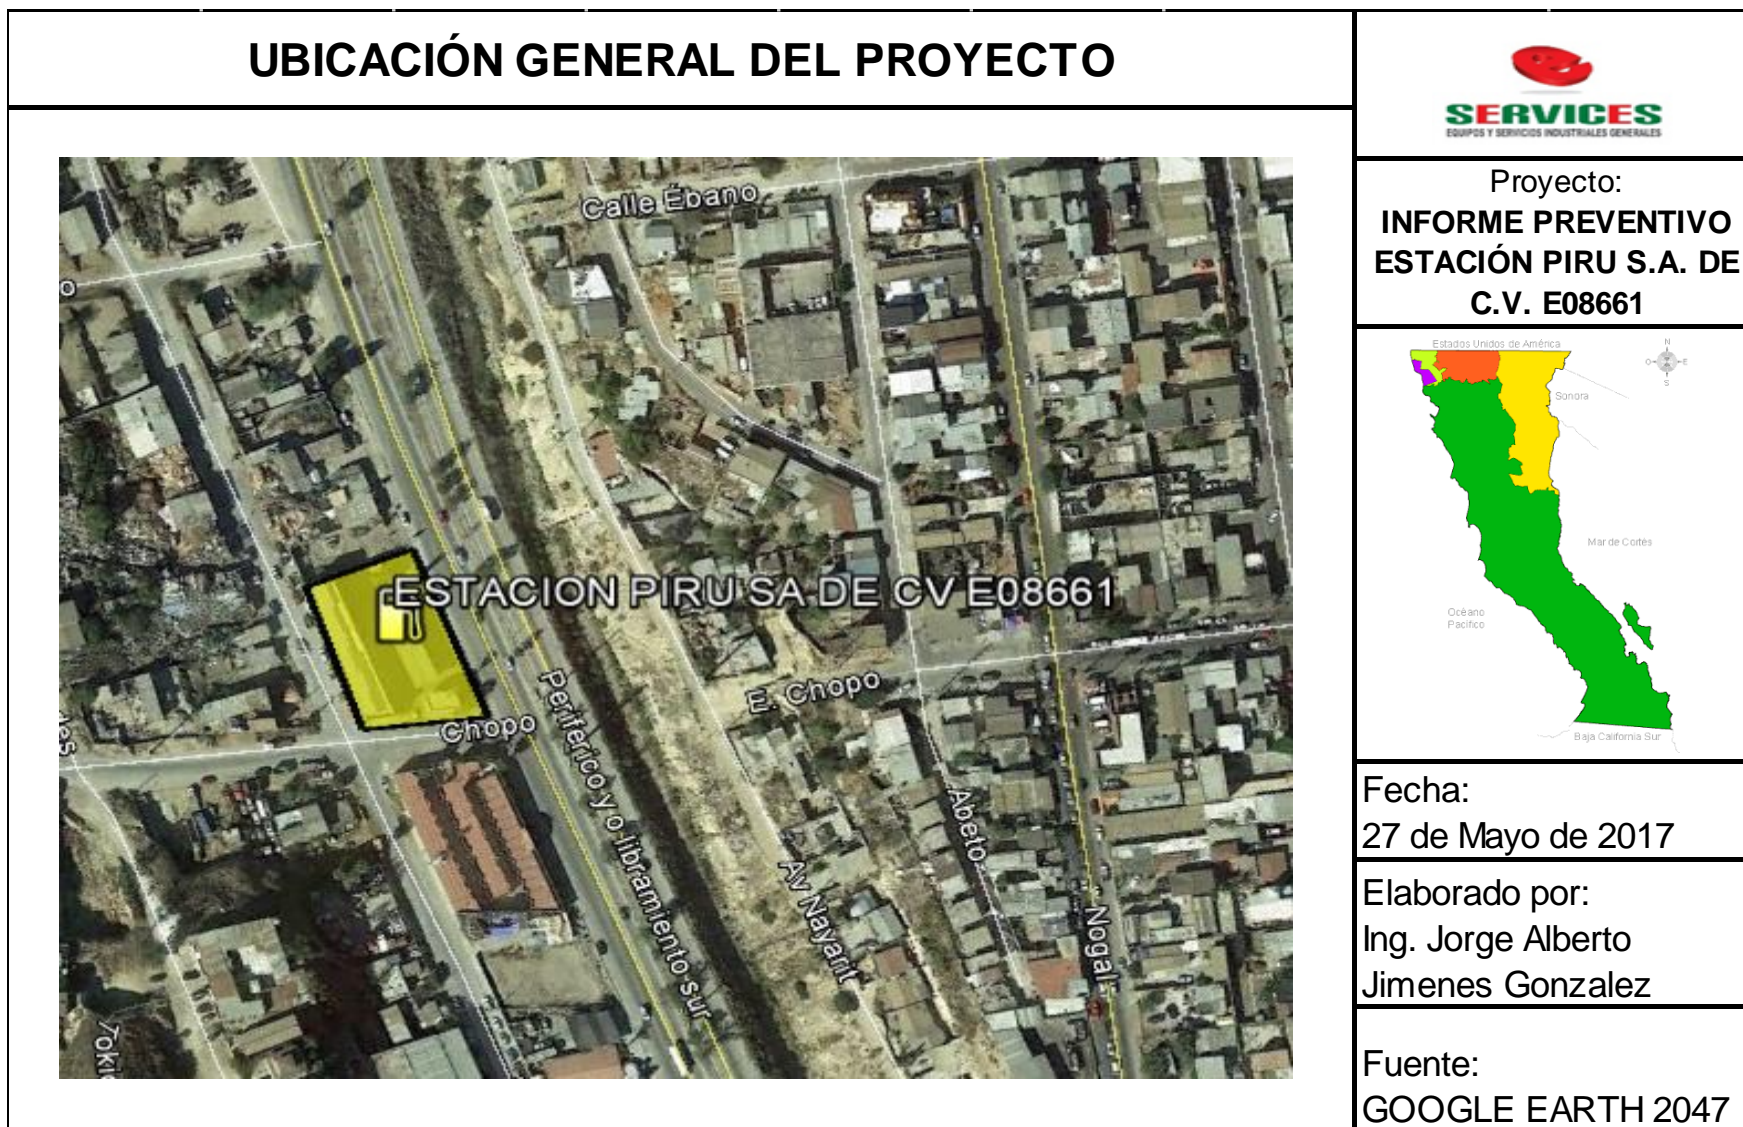 UBICACIÓN GENERAL DEL PROYECTO
SERVICES
EQUIPOS Y SERVICIOS INDUSTRIALES GENERALES
Proyecto:
INFORME PREVENTIVO
ESTACIÓN PIRU S.A. DE
C.V. E08661
Calle Ébano
o
ESTACION PIRU SA DE CV E08661
E. Chopo
Chopo
Periferico y o libramiento sur
Av Nayarit
Abeto
Nogal
Estados Unidos de América
N
O
E
S
Sonora
Mar de Cortés
Océano
Pacífico
Baja California Sur
Fecha:
27 de Mayo de 2017
Elaborado por:
Ing. Jorge Alberto
Jimenes Gonzalez
Fuente:
GOOGLE EARTH 2047